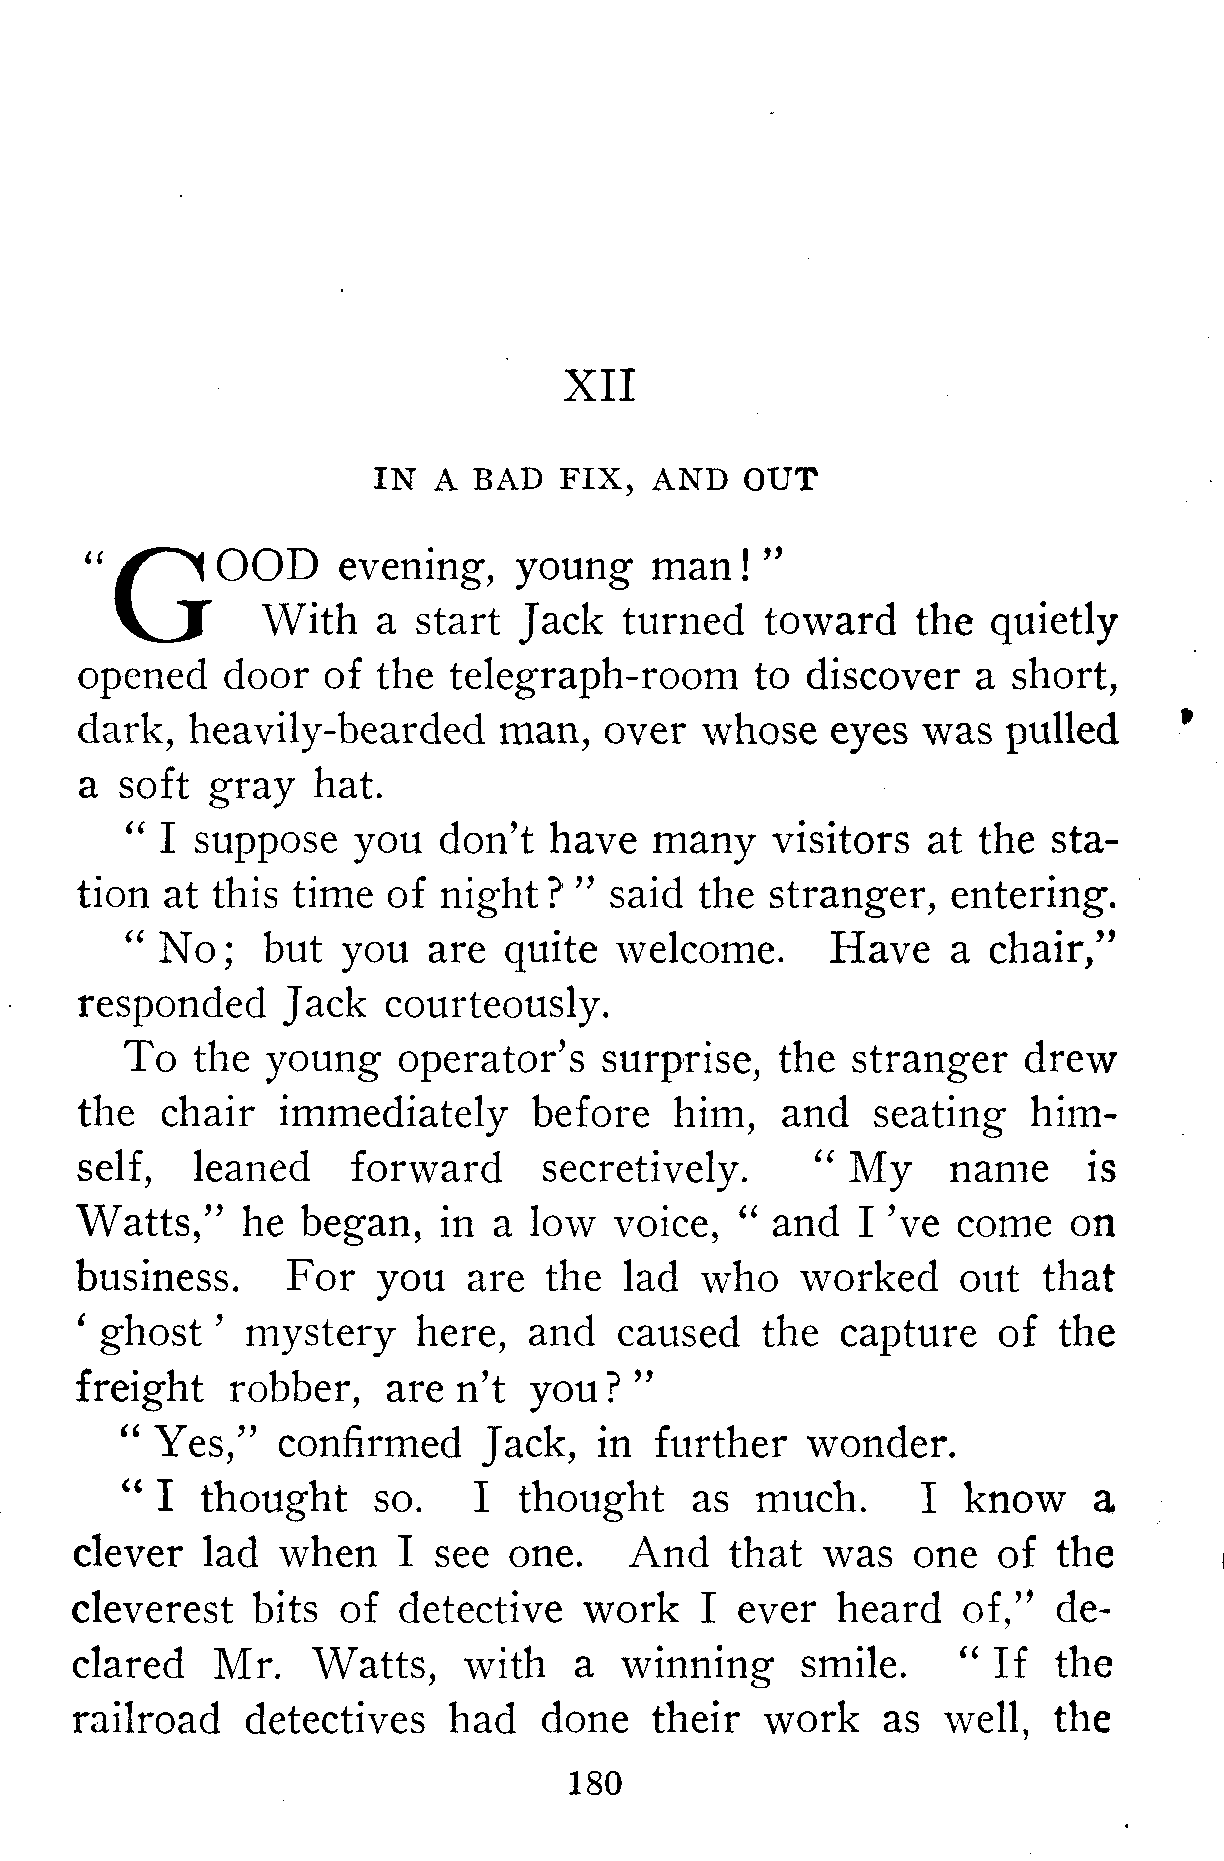 XII
IN A BAD FIX, AND OUT
“ GOOD evening, young man! ”
With a start Jack turned toward the quietly
opened door of the telegraph-room to discover a short,
dark, heavily-bearded man, over whose eyes was pulled
a soft gray hat.
“ I suppose you don't have many visitors at the sta-
tion at this time of night? ” said the stranger, entering.
“ No; but you are quite welcome. Have a chair,”
responded Jack courteously.
To the young operator's surprise, the stranger drew
the chair immediately before him, and seating him-
self, leaned forward secretively. “ My name is
Watts,” he began, in a low voice, “ and I 've come on
business. For you are the lad who worked out that
‘ ghost ’ mystery here, and caused the capture of the
freight robber, are n't you? ”
“ Yes,” confirmed Jack, in further wonder.
“ I thought so. I thought as much. I know a
clever lad when I see one. And that was one of the
cleverest bits of detective work I ever heard of,” de-
clared Mr. Watts, with a winning smile. “ If the
railroad detectives had done their work as well, the
180